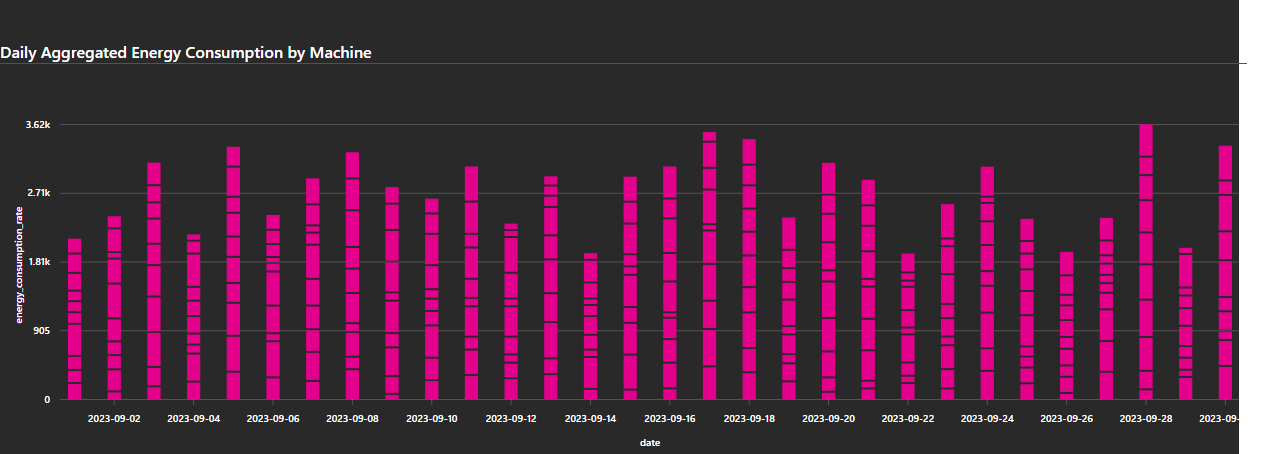 Daily Aggregated Energy Consumption by Machine
3.62k
2.71k
1.81k
905
0
energy_consumption_rate
2023-09-02
2023-09-04
2023-09-06
2023-09-08
2023-09-10
2023-09-12
2023-09-14
2023-09-16
2023-09-18
2023-09-20
2023-09-22
2023-09-24
2023-09-26
2023-09-28
2023-09-
date